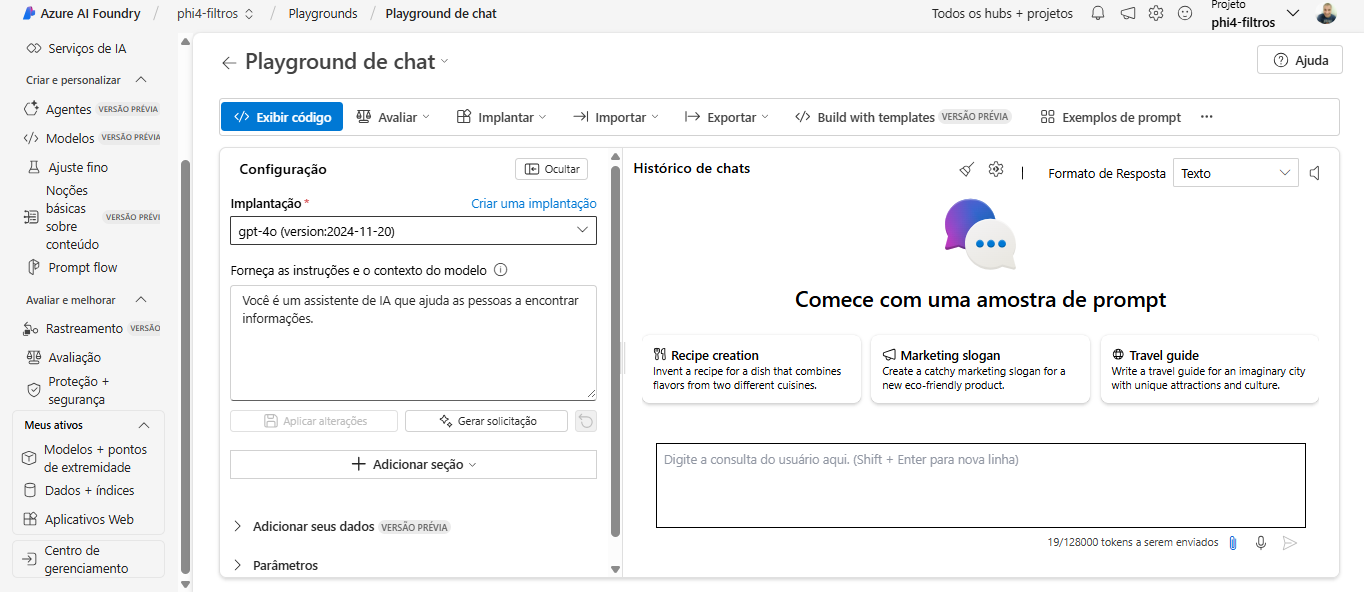 Azure AI Foundry / phi4-filtros / Playgrounds / Playground de chat
Todos os hubs + projetos
Projeto
phi4-filtros
Serviços de IA
Criar e personalizar
Agentes VERSÃO PRÉVIA
Modelos VERSÃO PRÉVIA
Ajuste fino
Noções
básicas
sobre
conteúdo
VERSÃO PRÉVI
Prompt flow
Avaliar e melhorar
Rastreamento VERSÃO
Avaliação
Proteção +
segurança
Meus ativos
Modelos + pontos
de extremidade
Dados + índices
Aplicativos Web
Centro de
gerenciamento
Playground de chat
Ajuda
Exibir código
Avaliar
Implantar
Importar
Exportar
Build with templates VERSÃO PRÉVIA
Exemplos de prompt
Configuração
Ocultar
Implantação *
Criar uma implantação
gpt-4o (version:2024-11-20)
Forneça as instruções e o contexto do modelo
Você é um assistente de IA que ajuda as pessoas a encontrar
informações.
Aplicar alterações
Gerar solicitação
Adicionar seção
Adicionar seus dados VERSÃO PRÉVIA
Parâmetros
Histórico de chats
Formato de Resposta
Texto
Comece com uma amostra de prompt
Recipe creation
Invent a recipe for a dish that combines
flavors from two different cuisines.
Marketing slogan
Create a catchy marketing slogan for a
new eco-friendly product.
Travel guide
Write a travel guide for an imaginary city
with unique attractions and culture.
Digite a consulta do usuário aqui. (Shift + Enter para nova linha)
19/128000 tokens a serem enviados